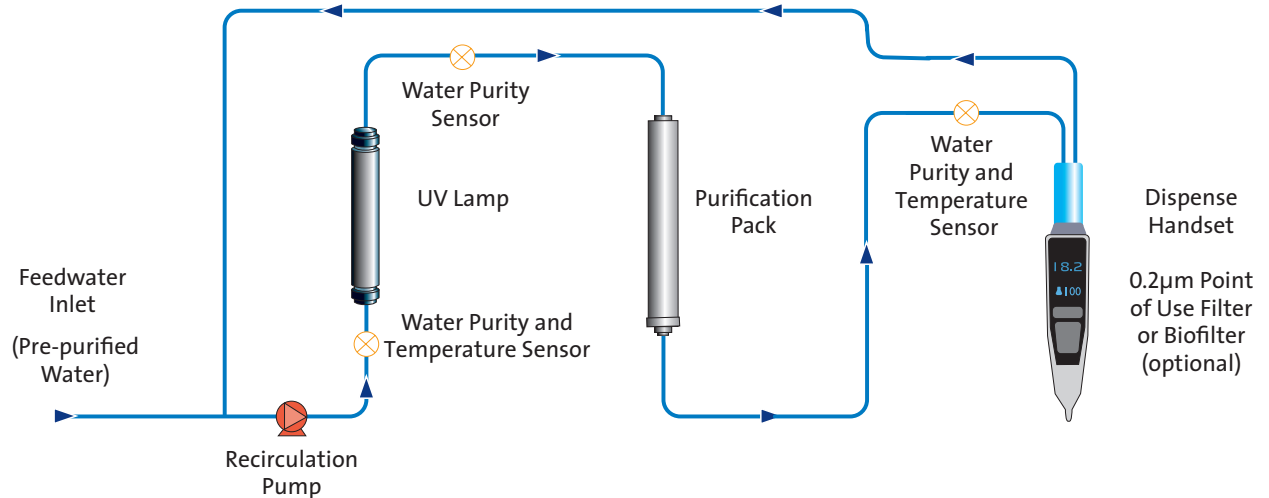 Water Purity
Sensor
UV Lamp
Purification
Pack
Water
Purity and
Temperature
Sensor
Dispense
Handset
0.2µm Point
of Use Filter
or Biofilter
(optional)
18.2
100
Feedwater
Inlet
(Pre-purified
Water)
Water Purity and
Temperature Sensor
Recirculation
Pump